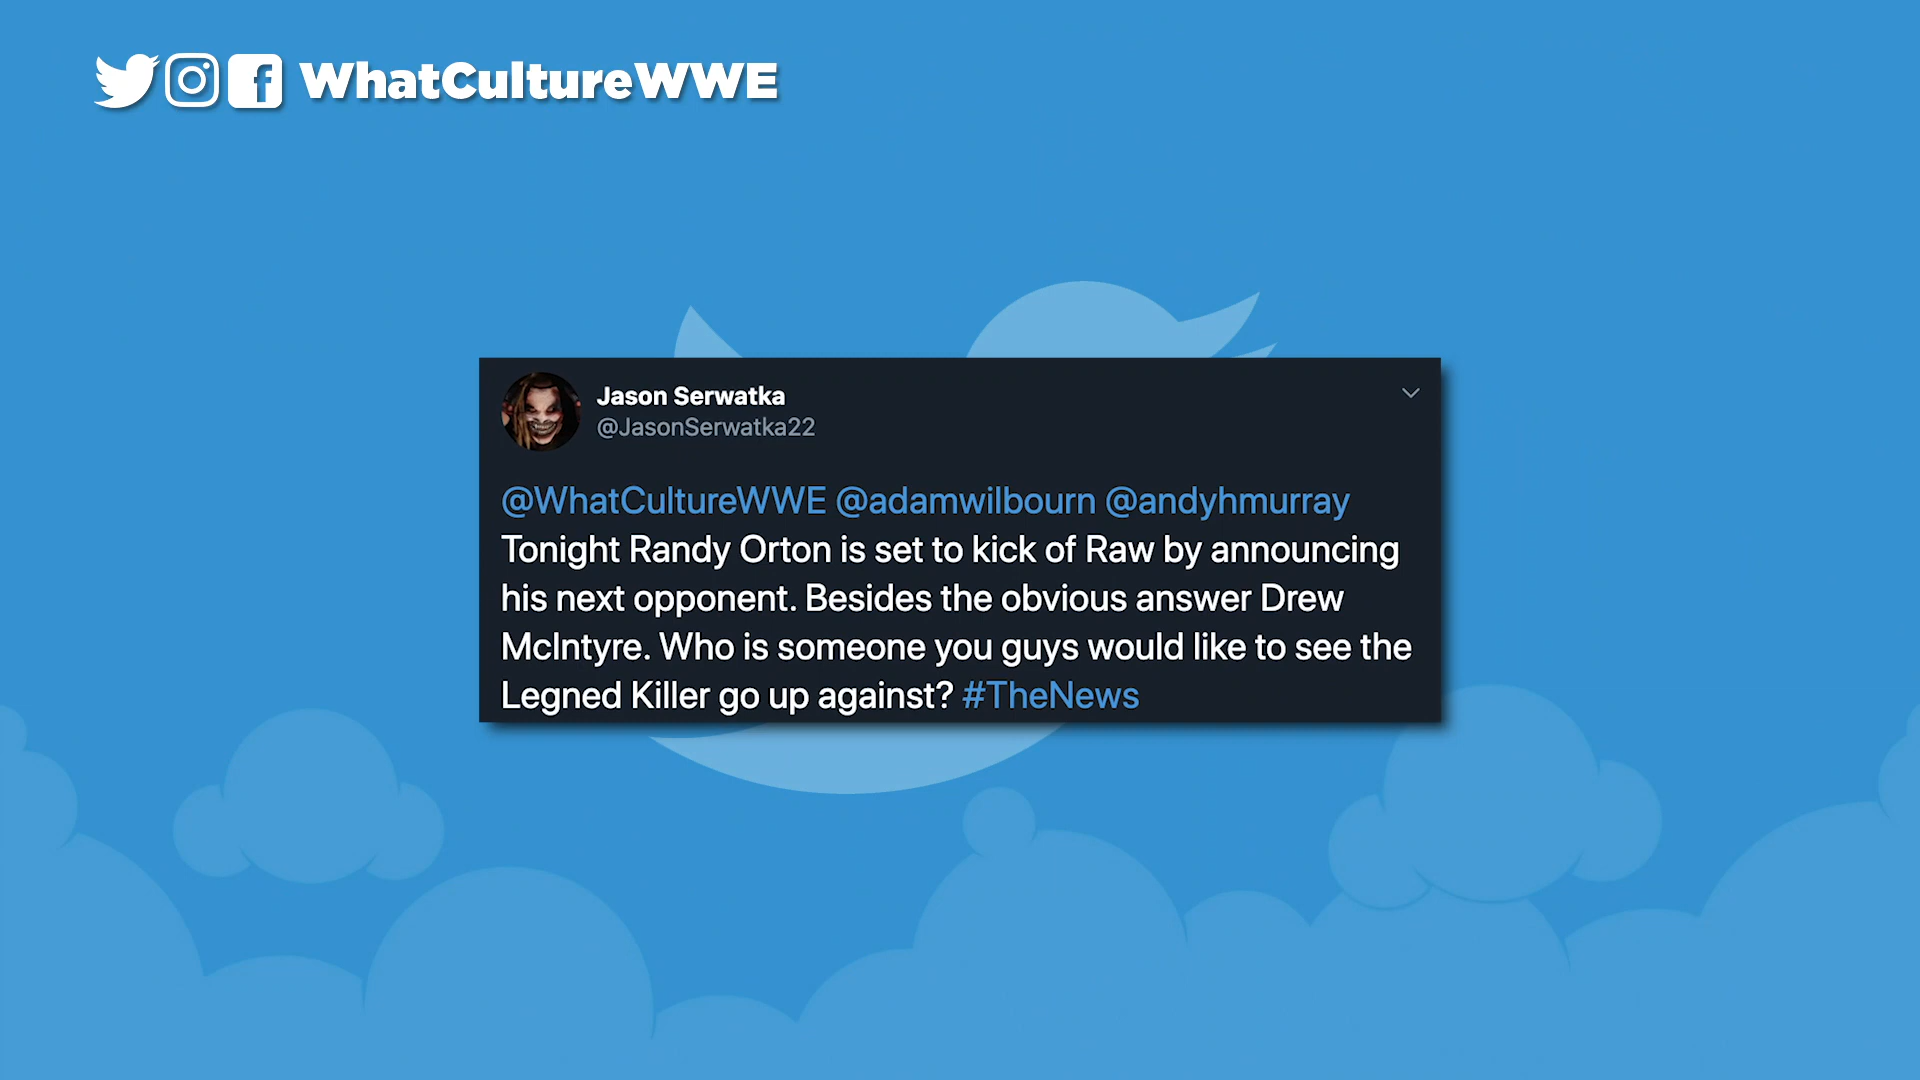 WhatCultureWWE
Jason Serwatka
@JasonSerwatka22
@WhatCultureWWE @adamwilbourn @andyhmurray
Tonight Randy Orton is set to kick of Raw by announcing
his next opponent. Besides the obvious answer Drew
McIntyre. Who is someone you guys would like to see the
Legned Killer go up against? #TheNews